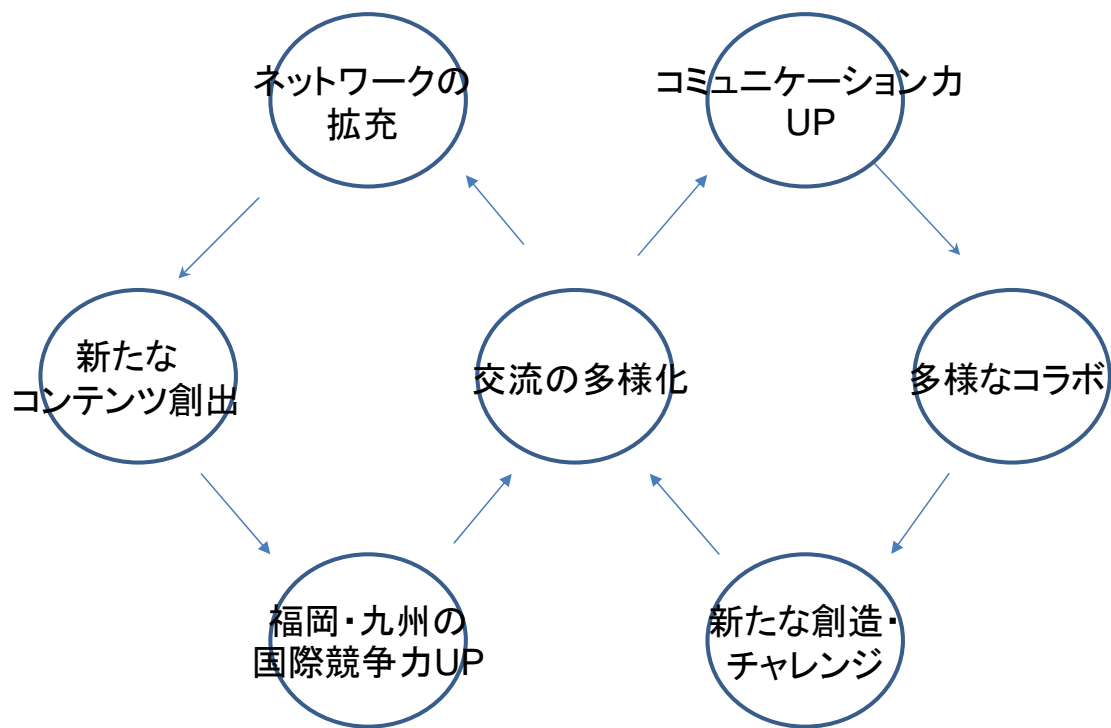 ネットワークの
拡充
コミュニケーション力
UP
新たな
コンテンツ創出
交流の多様化
多様なコラボ
福岡・九州の
国際競争力UP
新たな創造・
チャレンジ